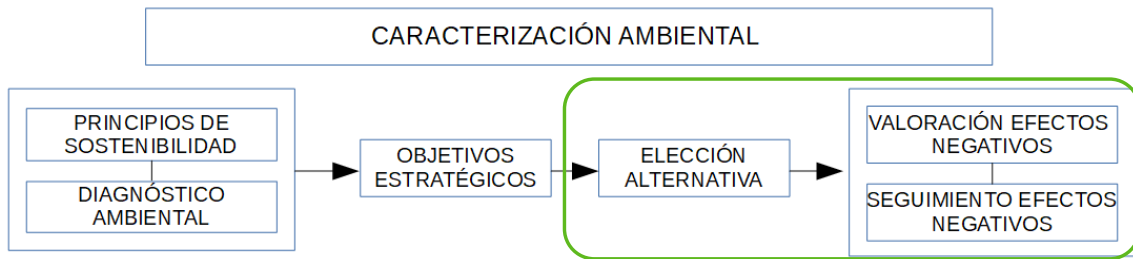 CARACTERIZACIÓN AMBIENTAL
PRINCIPIOS DE
SOSTENIBILIDAD
DIAGNÓSTICO
AMBIENTAL
OBJETIVOS
ESTRATÉGICOS
ELECCIÓN
ALTERNATIVA
VALORACIÓN EFECTOS
NEGATIVOS
SEGUIMIENTO EFECTOS
NEGATIVOS